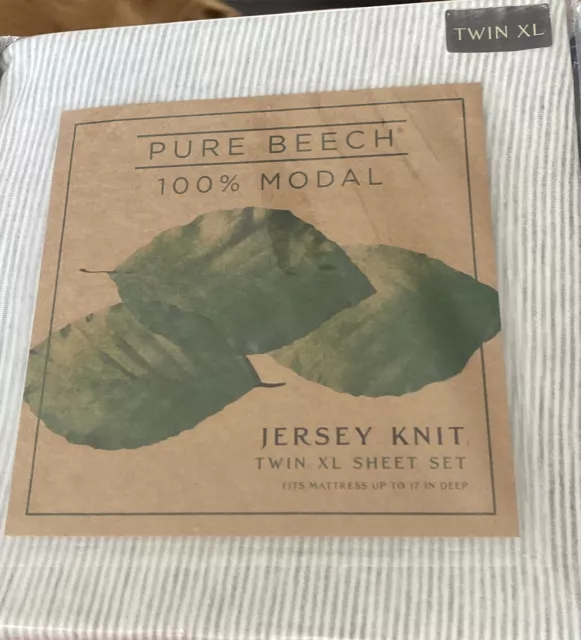 TWIN XL
PURE BEECH®
100% MODAL
JERSEY KNIT
TWIN XL SHEET SET
FITS MATTRESS UP TO 17 IN DEEP